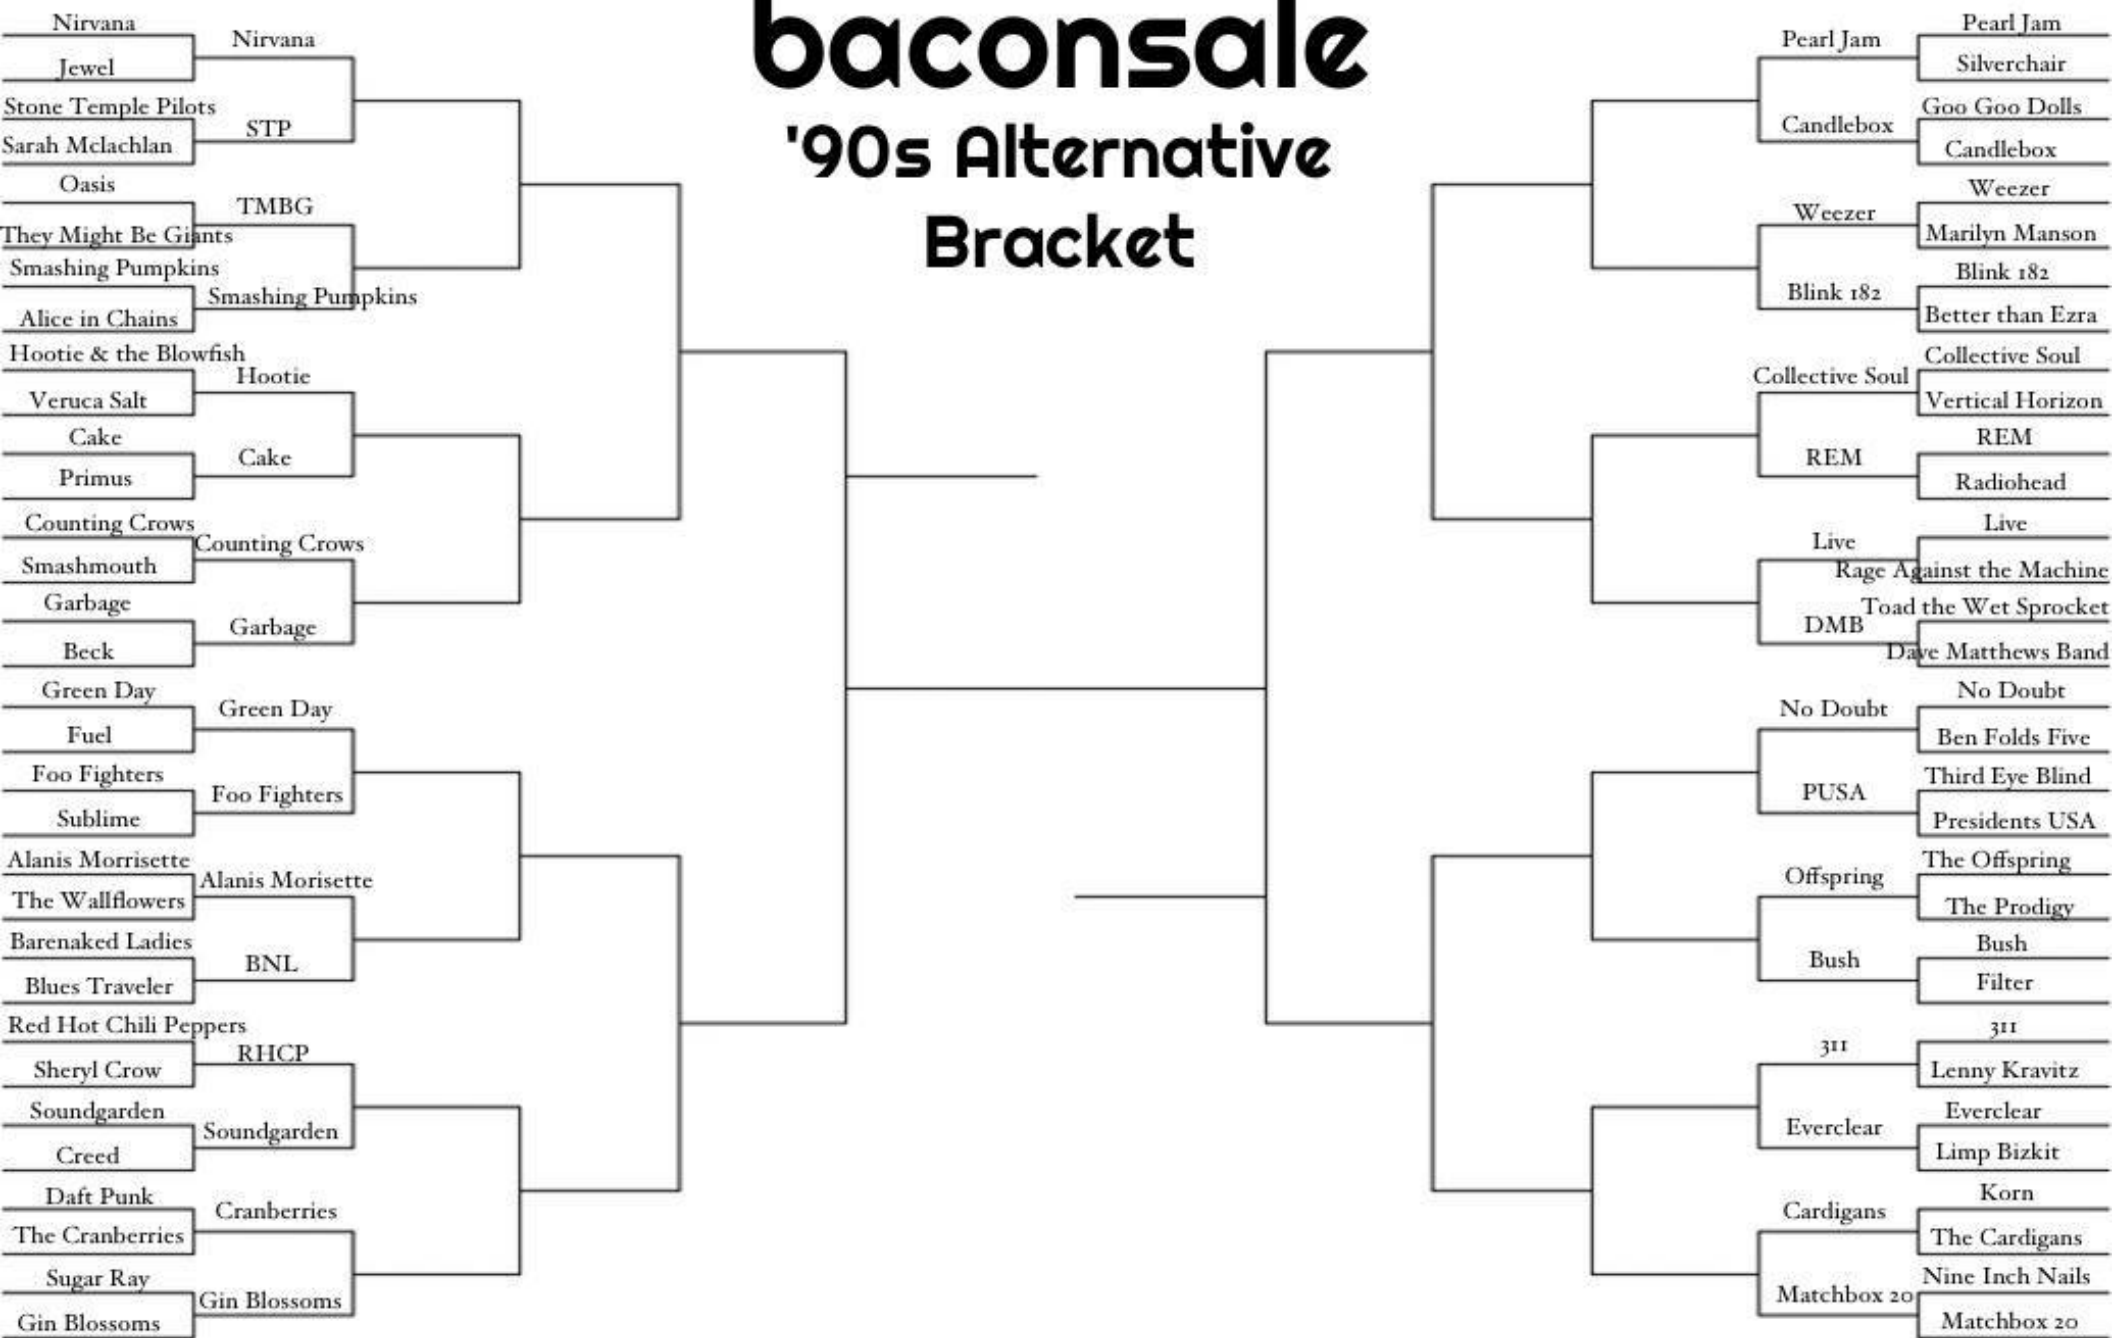 baconsale
'90s Alternative
Bracket
Nirvana
Jewel
Stone Temple Pilots
Sarah Mclachlan
Oasis
They Might Be Giants
Smashing Pumpkins
Alice in Chains
Hootie & the Blowfish
Veruca Salt
Cake
Primus
Counting Crows
Smashmouth
Garbage
Beck
Green Day
Fuel
Foo Fighters
Sublime
Alanis Morrisette
The Wallflowers
Barenaked Ladies
Blues Traveler
Red Hot Chili Peppers
Sheryl Crow
Soundgarden
Creed
Daft Punk
The Cranberries
Sugar Ray
Gin Blossoms
Nirvana
STP
TMBG
Smashing Pumpkins
Hootie
Cake
Counting Crows
Garbage
Green Day
Foo Fighters
Alanis Morisette
BNL
RHCP
Soundgarden
Cranberries
Gin Blossoms
Pearl Jam
Candlebox
Weezer
Blink 182
Collective Soul
REM
Live
DMB
No Doubt
PUSA
Offspring
Bush
311
Everclear
Cardigans
Matchbox 20
Pearl Jam
Silverchair
Goo Goo Dolls
Candlebox
Weezer
Marilyn Manson
Blink 182
Better than Ezra
Collective Soul
Vertical Horizon
REM
Radiohead
Live
Rage Against the Machine
Toad the Wet Sprocket
Dave Matthews Band
No Doubt
Ben Folds Five
Third Eye Blind
Presidents USA
The Offspring
The Prodigy
Bush
Filter
311
Lenny Kravitz
Everclear
Limp Bizkit
Korn
The Cardigans
Nine Inch Nails
Matchbox 20